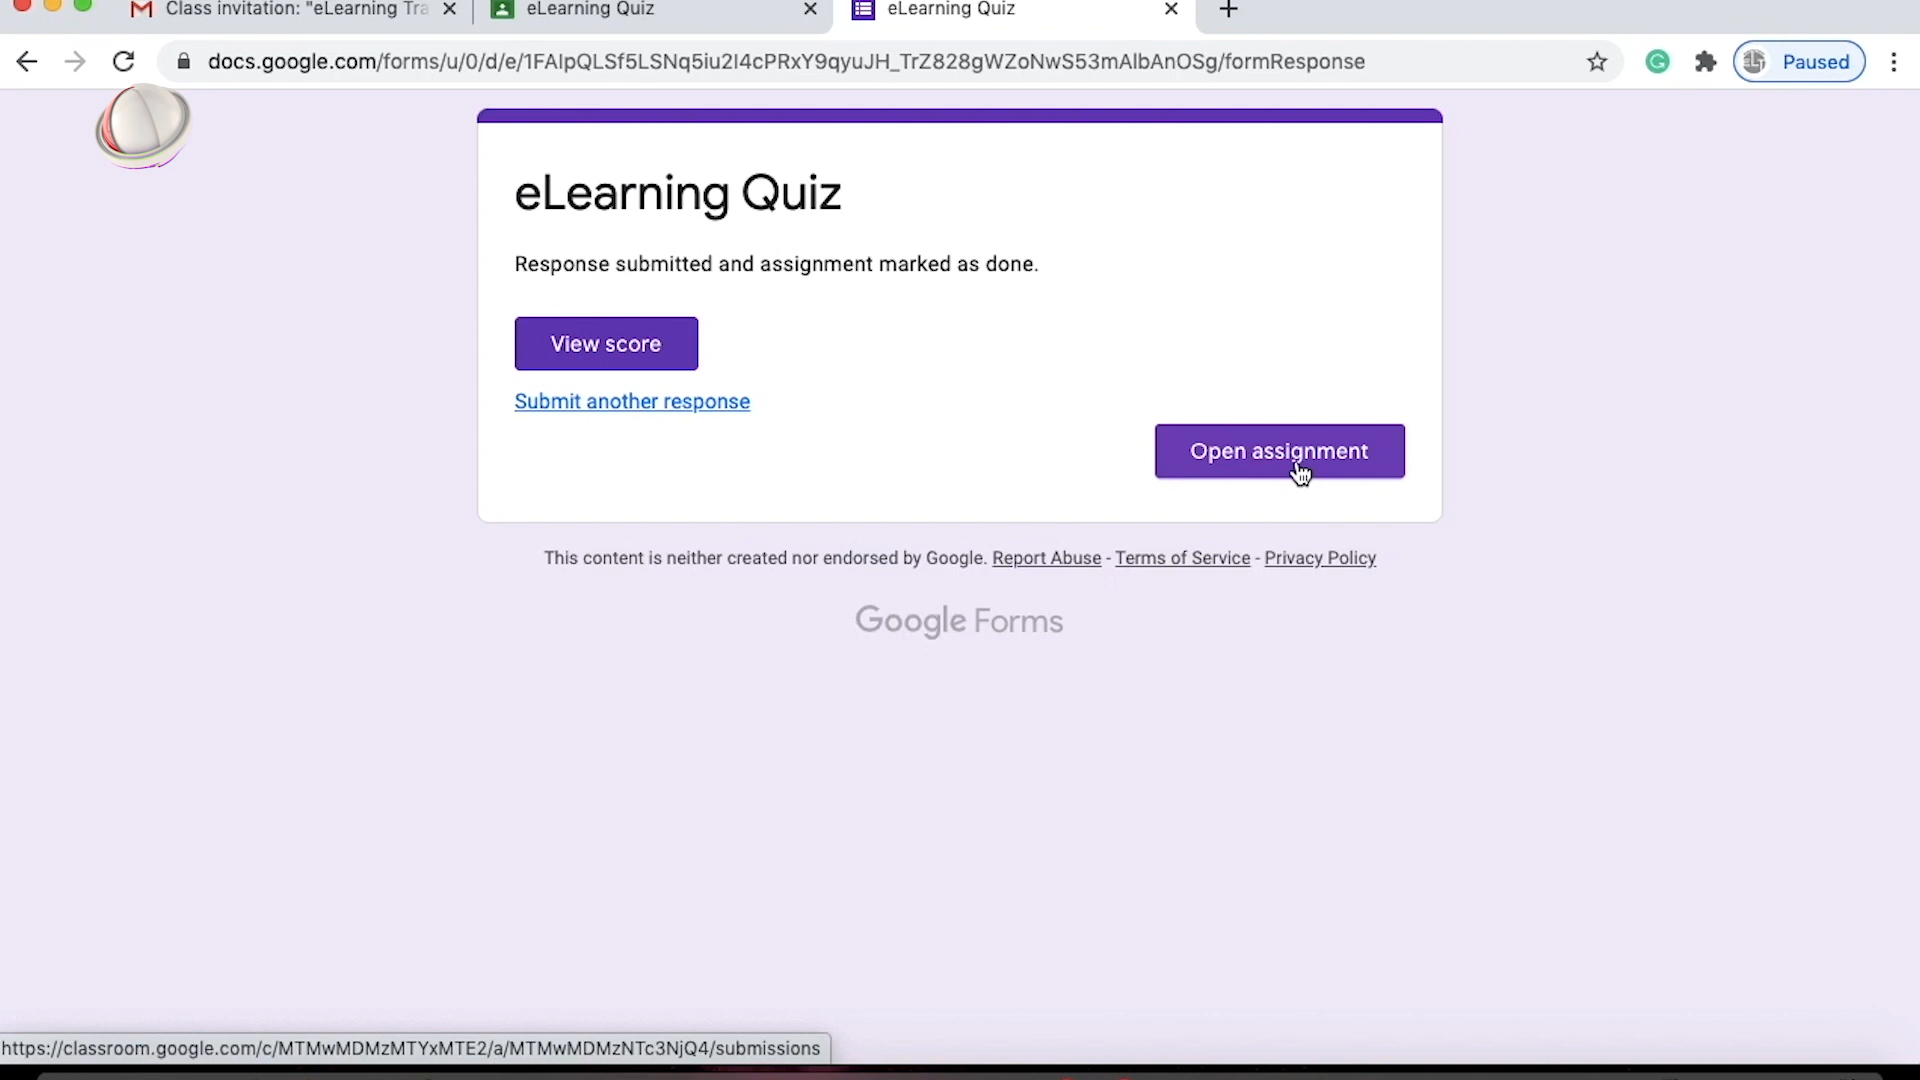 Class invitation: "eLearning Tra
eLearning Quiz
eLearning Quiz
docs.google.com/forms/u/0/d/e/1FAIpQLSf5LSNq5iu2I4cPRxY9qyuJH_TrZ828gWZoNwS53mAlbAnOSg/formResponse
Paused
eLearning Quiz
Response submitted and assignment marked as done.
View score
Submit another response
Open assignment
This content is neither created nor endorsed by Google. Report Abuse - Terms of Service - Privacy Policy
Google Forms
https://classroom.google.com/c/MTMwMDMzMTYxMTE2/a/MTMwMDMzNTc3NjQ4/submissions